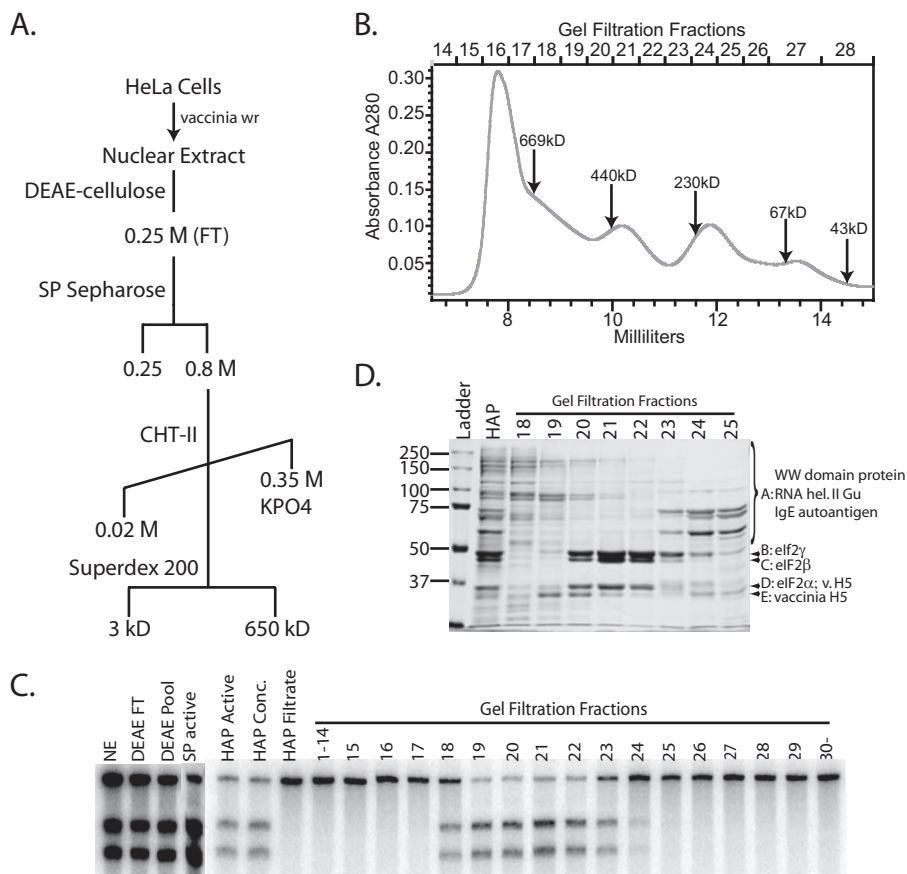 A.
HeLa Cells
vaccinia wr
Nuclear Extract
DEAE-cellulose
0.25 M (FT)
SP Sepharose
0.25 0.8 M
CHT-II
0.35 M
KPO4
0.02 M
Superdex 200
3 kD 650 kD
B.
Gel Filtration Fractions
14 15 16 17 18 19 20 21 22 23 24 25 26 27 28
Absorbance A280
0.30
0.25
0.20
0.15
0.10
0.05
669kD
440kD
230kD
67kD
43kD
8 10 12 14
Milliliters
D.
Gel Filtration Fractions
Ladder HAP 18 19 20 21 22 23 24 25
250
150
100
75
50
37
WW domain protein
A:RNA hel. II Gu
IgE autoantigen
B: eIf2γ
C: eIF2β
D: eIF2α; v. H5
E: vaccinia H5
C.
Gel Filtration Fractions
NE DEAE FT DEAE Pool SP active HAP Active HAP Conc. HAP Filtrate 1-14 15 16 17 18 19 20 21 22 23 24 25 26 27 28 29 30-